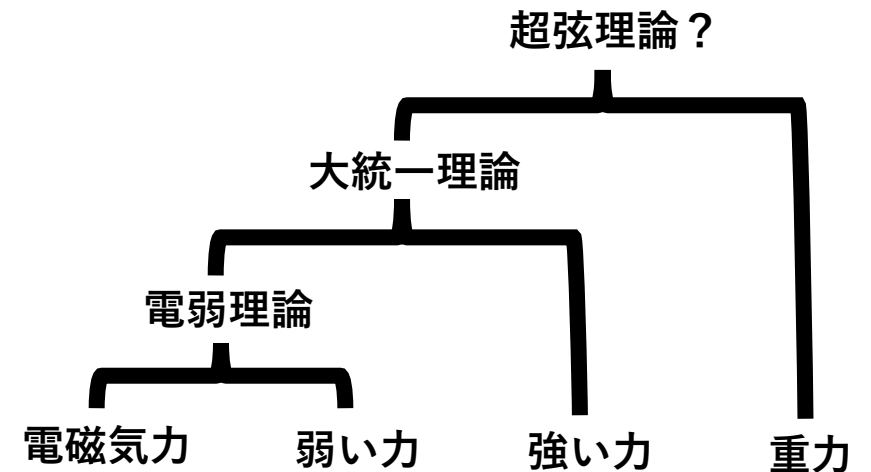 超弦理論？
大統一理論
電弱理論
電磁気力
弱い力
強い力
重力